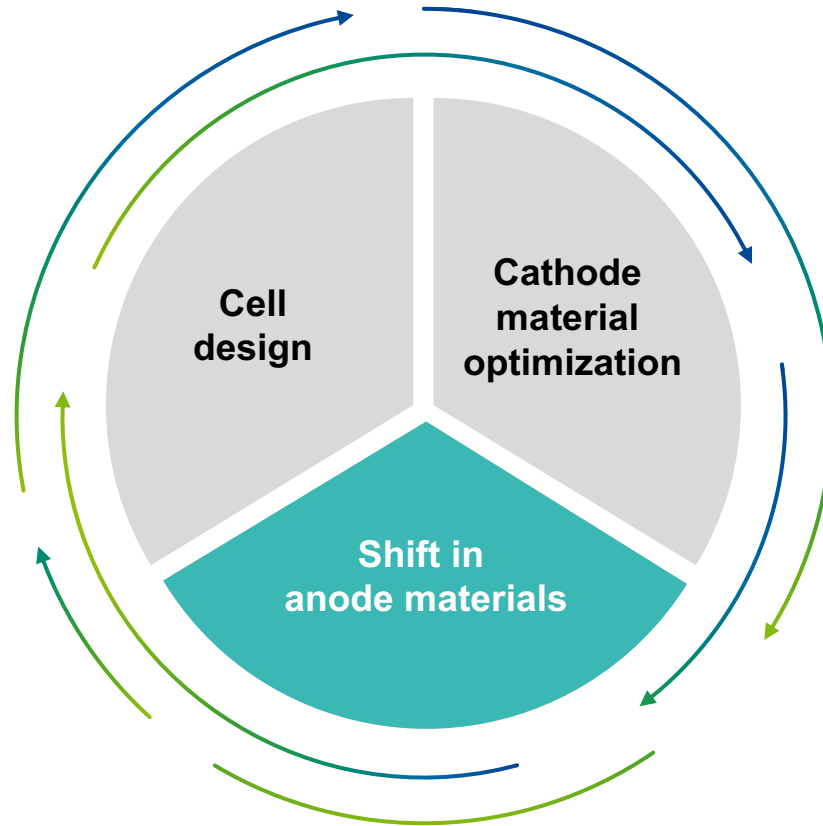 Cell
design
Cathode
material
optimization
Shift in
anode materials